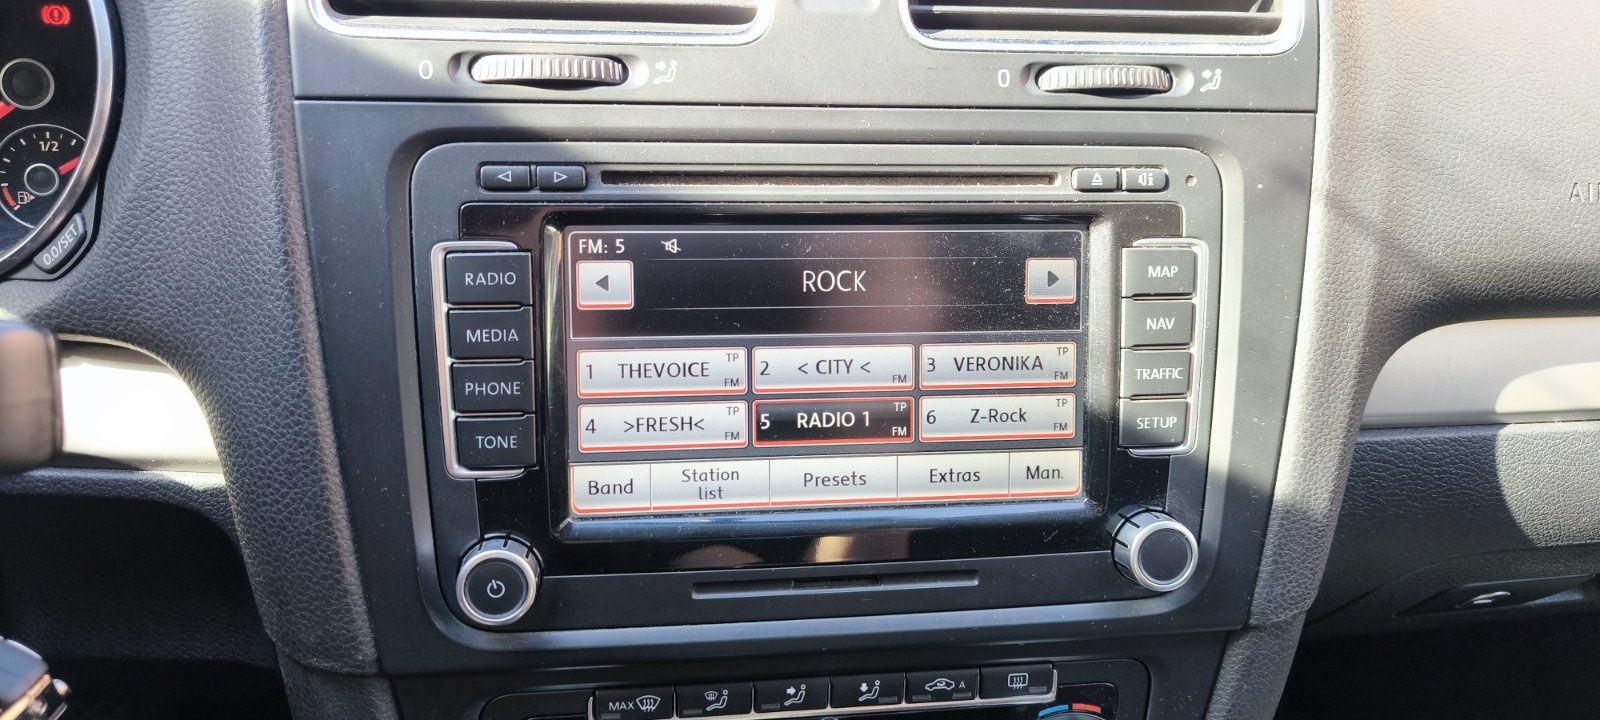 0
0
1/2
0.0/SET
AI
RADIO
MEDIA
PHONE
TONE
FM: 5
ROCK
1 THEVOICE TP FM
2 < CITY < FM
3 VERONIKA TP FM
4 >FRESH< TP FM
5 RADIO 1 TP FM
6 Z-Rock TP FM
Band
Station
list
Presets
Extras
Man.
MAP
NAV
TRAFFIC
SETUP
MAX
A